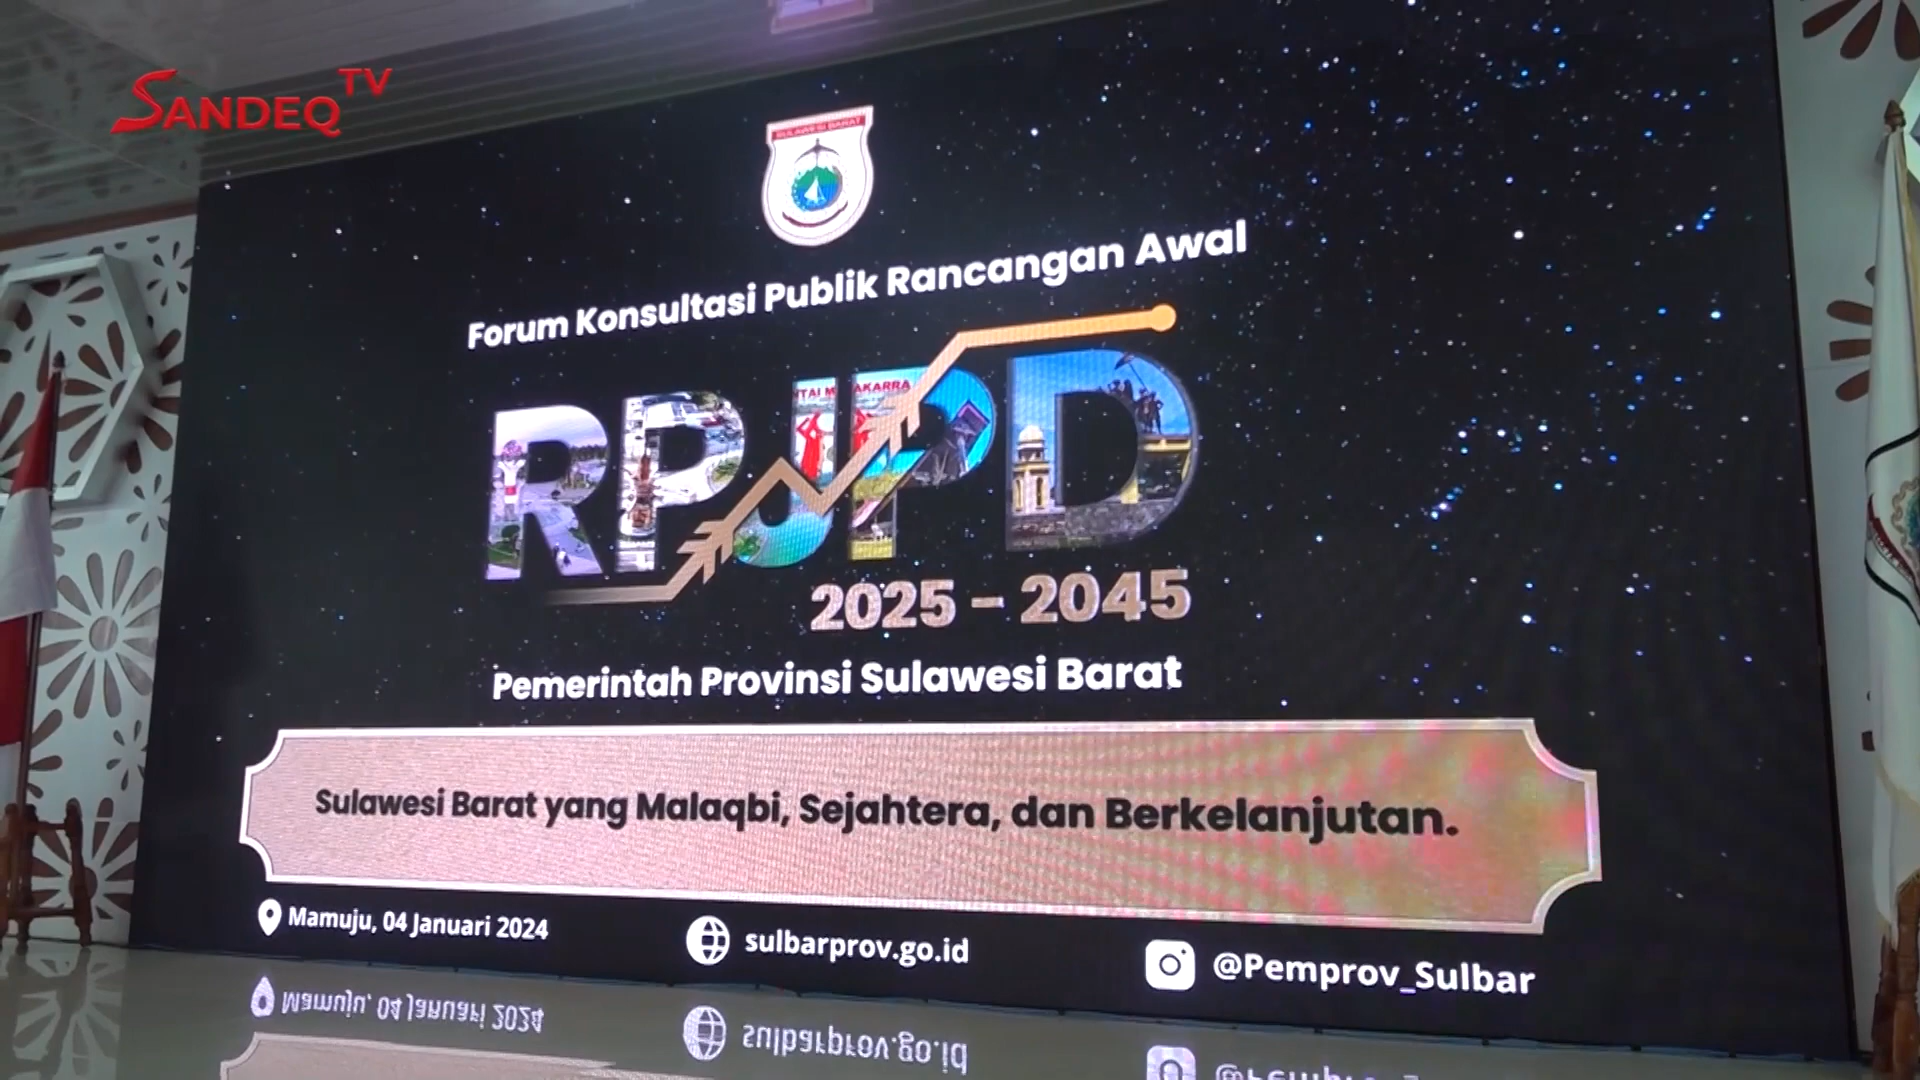 SANDEQ TV
SULAWESI BARAT
Forum Konsultasi Publik Rancangan Awal
RPJPD
2025 - 2045
Pemerintah Provinsi Sulawesi Barat
Sulawesi Barat yang Malaqbi, Sejahtera, dan Berkelanjutan.
Mamuju, 04 Januari 2024
sulbarprov.go.id
@Pemprov_Sulbar